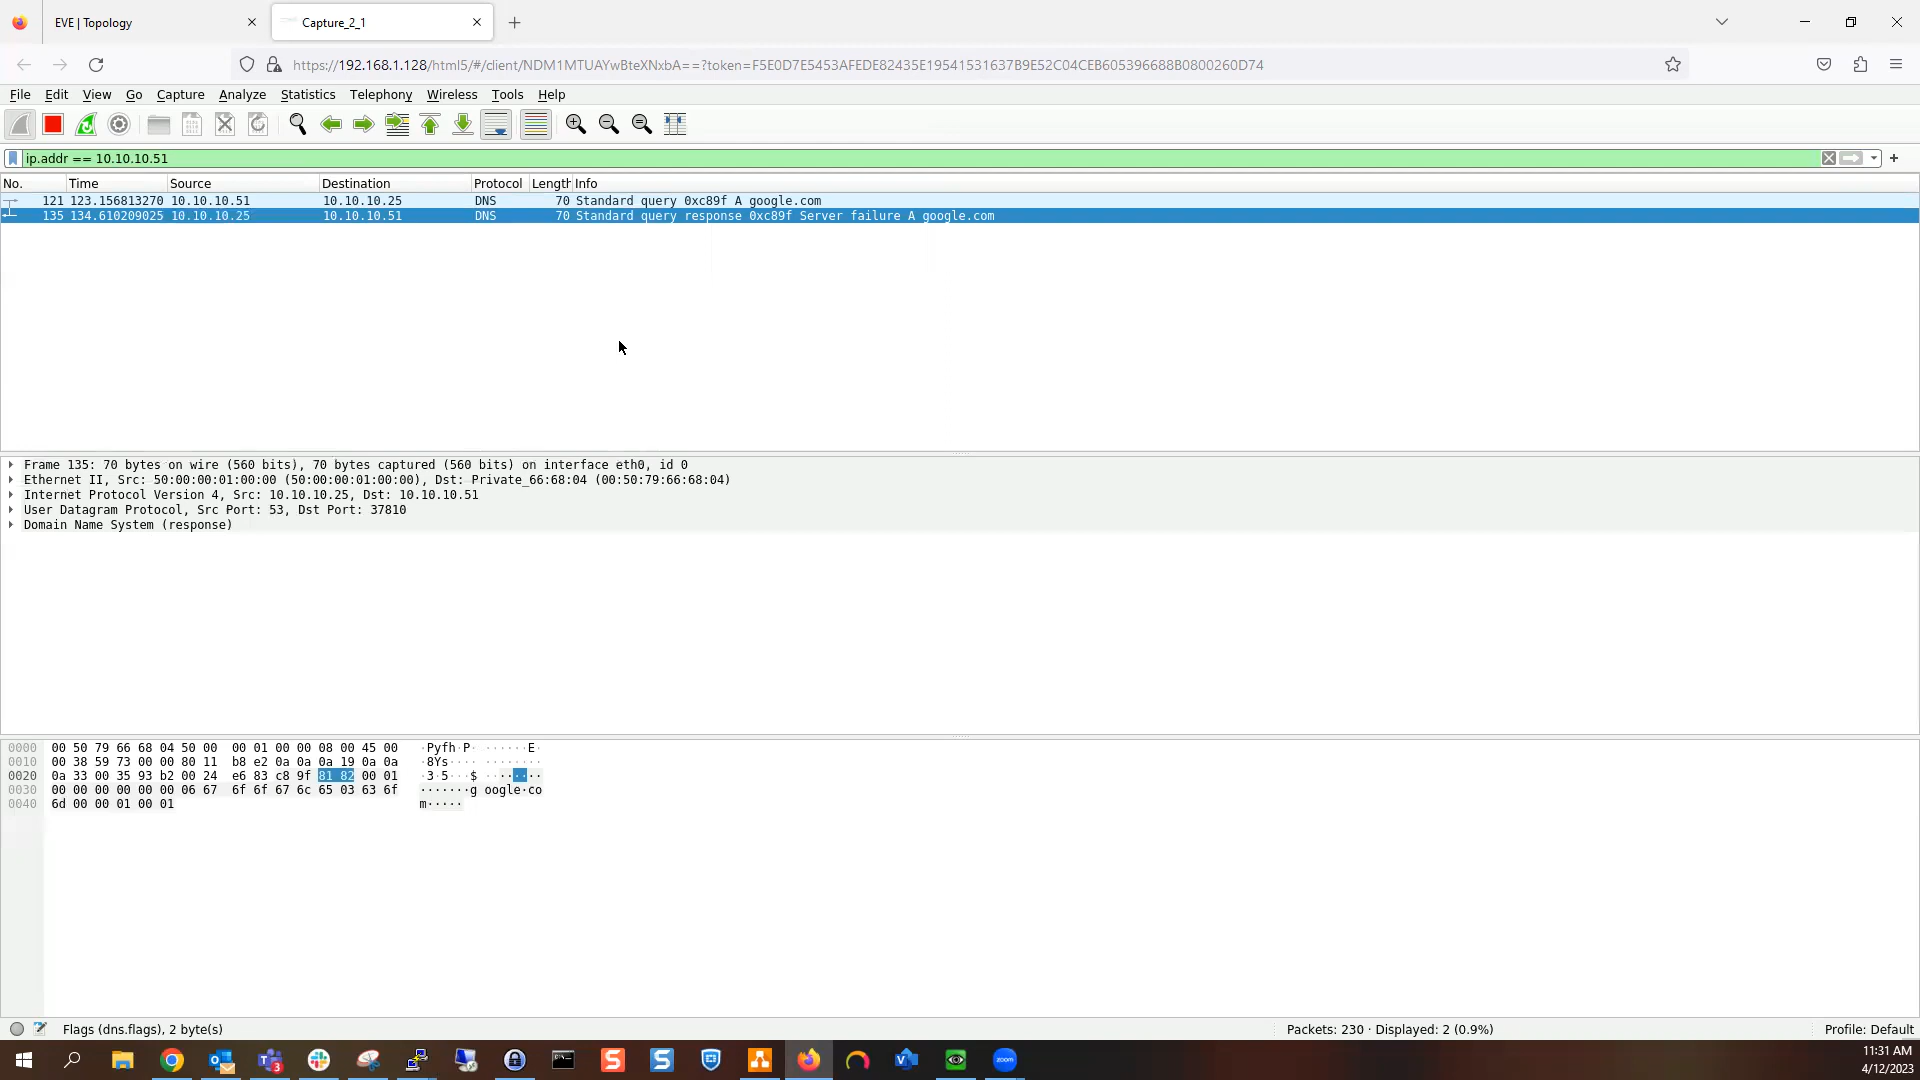 EVE | Topology
Capture_2_1
https://192.168.1.128/html5/#/client/NDM1MTUAYwBteXNxbA==?token=F5E0D7E5453AFEDE82435E19541531637B9E52C04CEB605396688B0800260D74
File Edit View Go Capture Analyze Statistics Telephony Wireless Tools Help
ip.addr == 10.10.10.51
No. Time Source Destination Protocol Length Info
121 123.156813270 10.10.10.51 10.10.10.25 DNS 70 Standard query 0xc89f A google.com
135 134.610209025 10.10.10.25 10.10.10.51 DNS 70 Standard query response 0xc89f Server failure A google.com
Frame 135: 70 bytes on wire (560 bits), 70 bytes captured (560 bits) on interface eth0, id 0
Ethernet II, Src: 50:00:00:01:00:00 (50:00:00:01:00:00), Dst: Private_66:68:04 (00:50:79:66:68:04)
Internet Protocol Version 4, Src: 10.10.10.25, Dst: 10.10.10.51
User Datagram Protocol, Src Port: 53, Dst Port: 37810
Domain Name System (response)
0000 00 50 79 66 68 04 50 00 00 01 00 00 08 00 45 00 ·Pyfh·P· ······E·
0010 00 38 59 73 00 00 80 11 b8 e2 0a 0a 0a 19 0a 0a ·8Ys···· ········
0020 0a 33 00 35 93 b2 00 24 e6 83 c8 9f 81 82 00 01 ·3·5···$ ········
0030 00 00 00 00 00 00 06 67 6f 6f 67 6c 65 03 63 6f ·······g oogle·co
0040 6d 00 00 01 00 01 m·····
Flags (dns.flags), 2 byte(s)
Packets: 230 · Displayed: 2 (0.9%)
Profile: Default
3
zoom
11:31 AM
4/12/2023